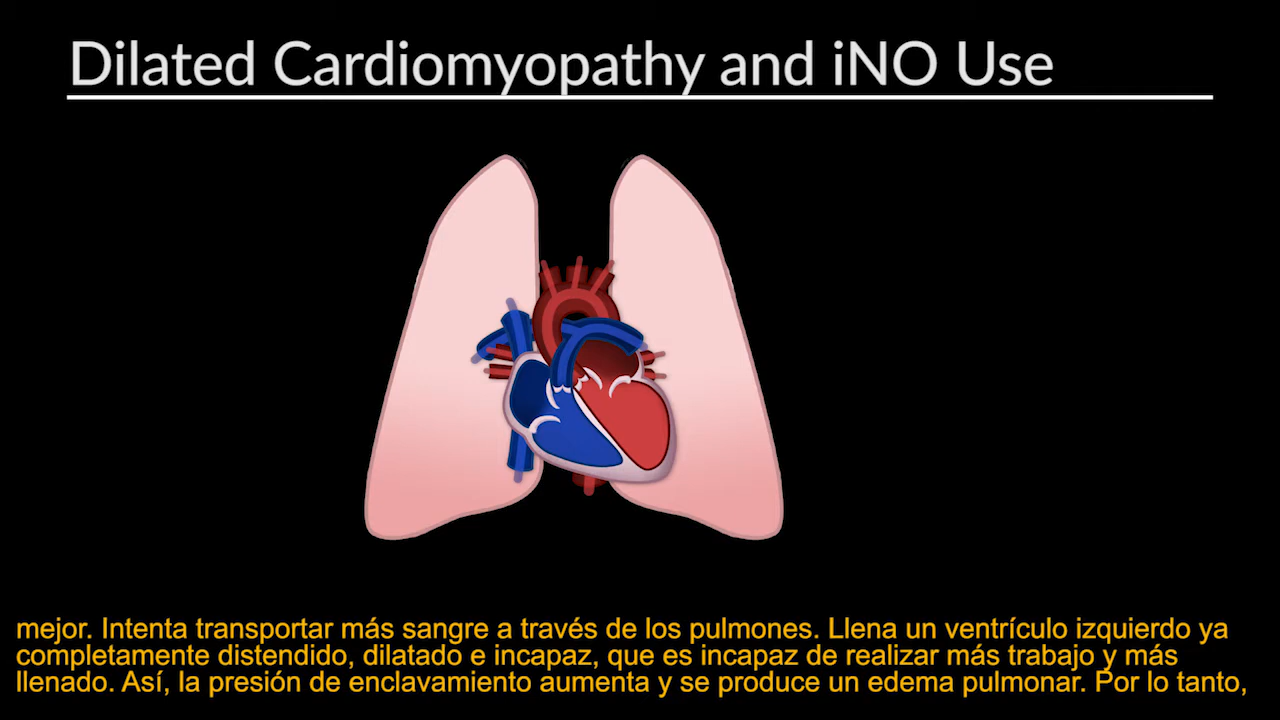 Dilated Cardiomyopathy and iNO Use
mejor. Intenta transportar más sangre a través de los pulmones. Llena un ventrículo izquierdo ya
completamente distendido, dilatado e incapaz, que es incapaz de realizar más trabajo y más
llenado. Así, la presión de enclavamiento aumenta y se produce un edema pulmonar. Por lo tanto,